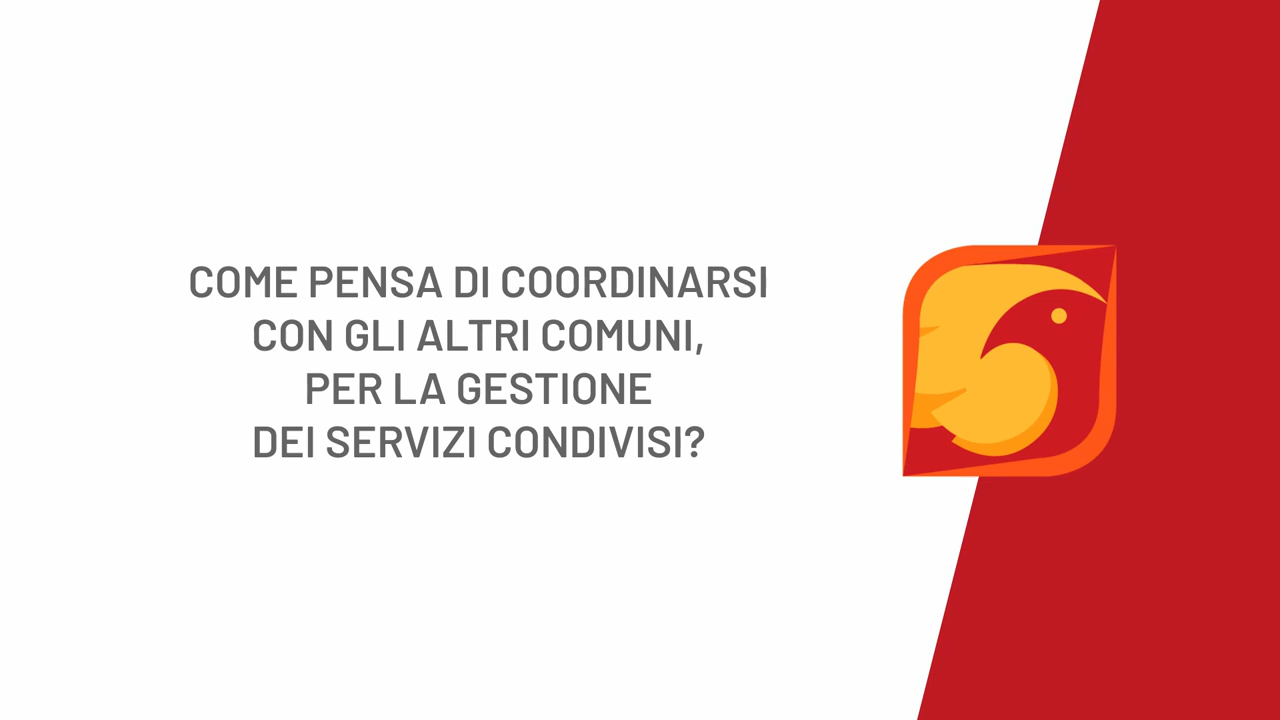 COME PENSA DI COORDINARSI
CON GLI ALTRI COMUNI,
PER LA GESTIONE
DEI SERVIZI CONDIVISI?